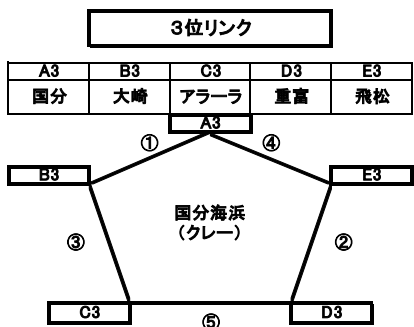 ３位リンク
A3 B3 C3 D3 E3
国分 大崎 アラーラ 重富 飛松
A3
① ④
B3 E3
国分海浜
（クレー）
③ ②
C3 D3
⑤